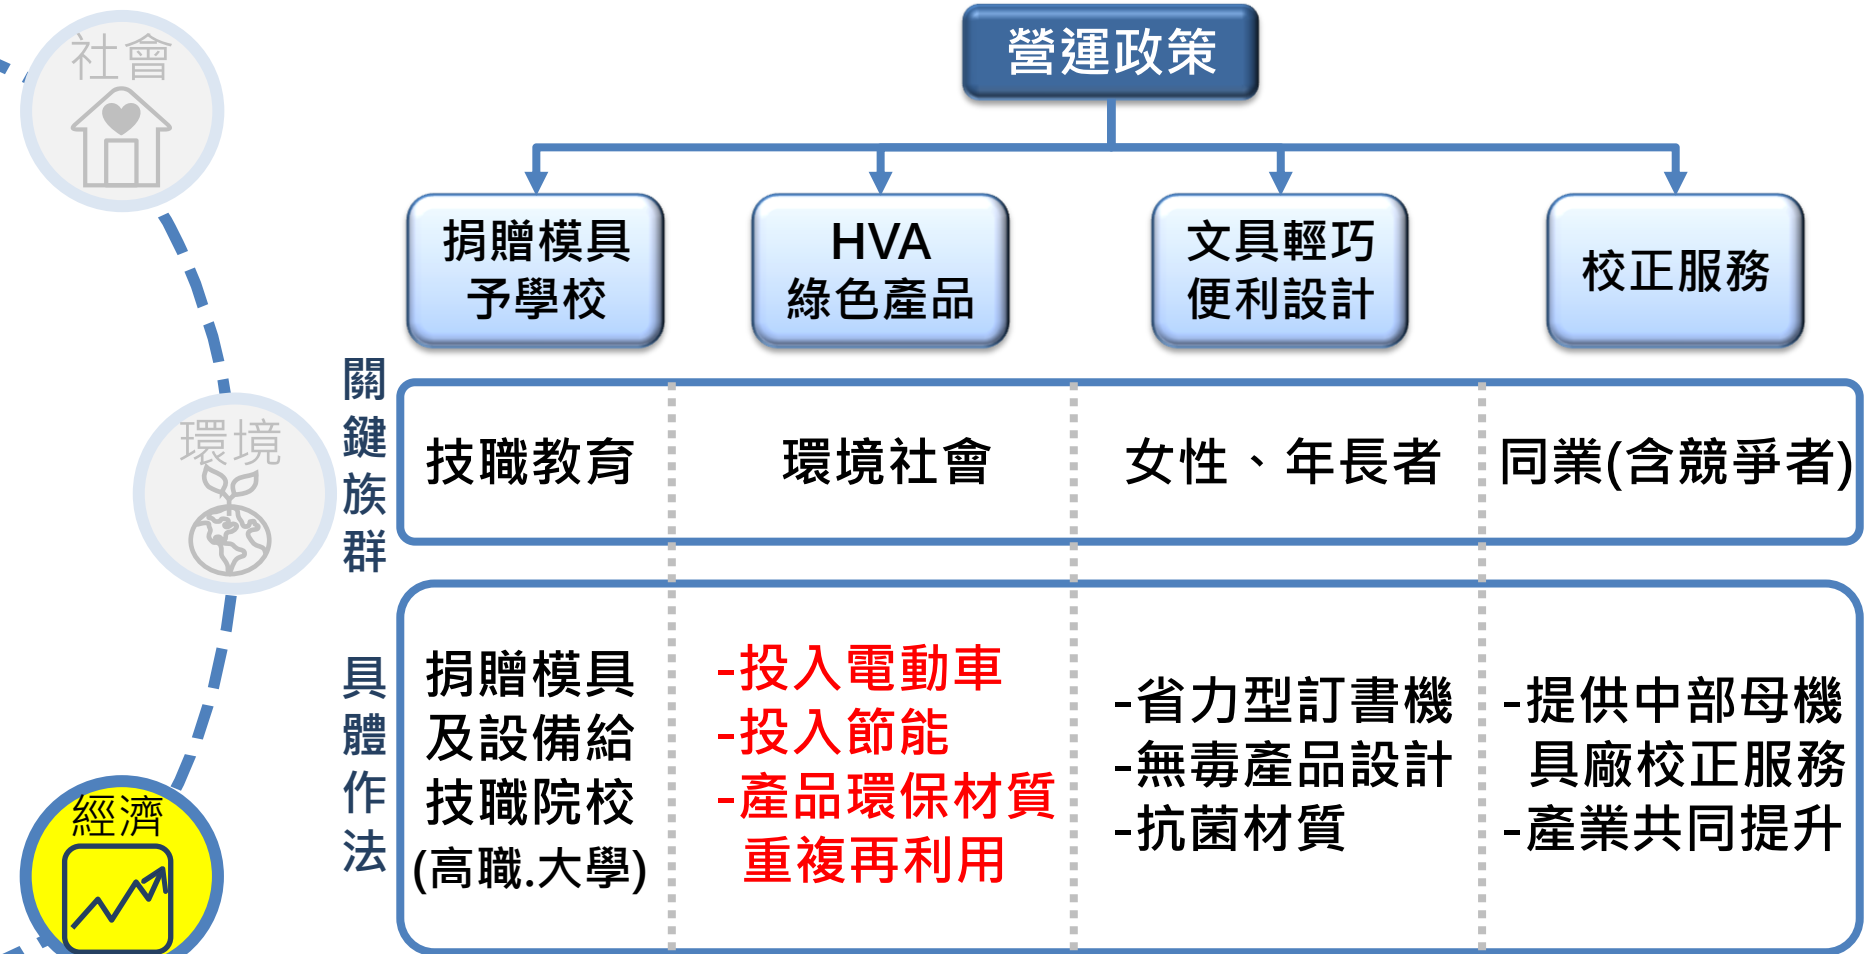 社會
環境
經濟
營運政策
捐贈模具
予學校
HVA
綠色產品
文具輕巧
便利設計
校正服務
關鍵族群
技職教育
環境社會
女性、年長者
同業(含競爭者)
具體作法
捐贈模具
及設備給
技職院校
(高職.大學)
-投入電動車
-投入節能
-產品環保材質
重複再利用
-省力型訂書機
-無毒產品設計
-抗菌材質
-提供中部母機
具廠校正服務
-產業共同提升